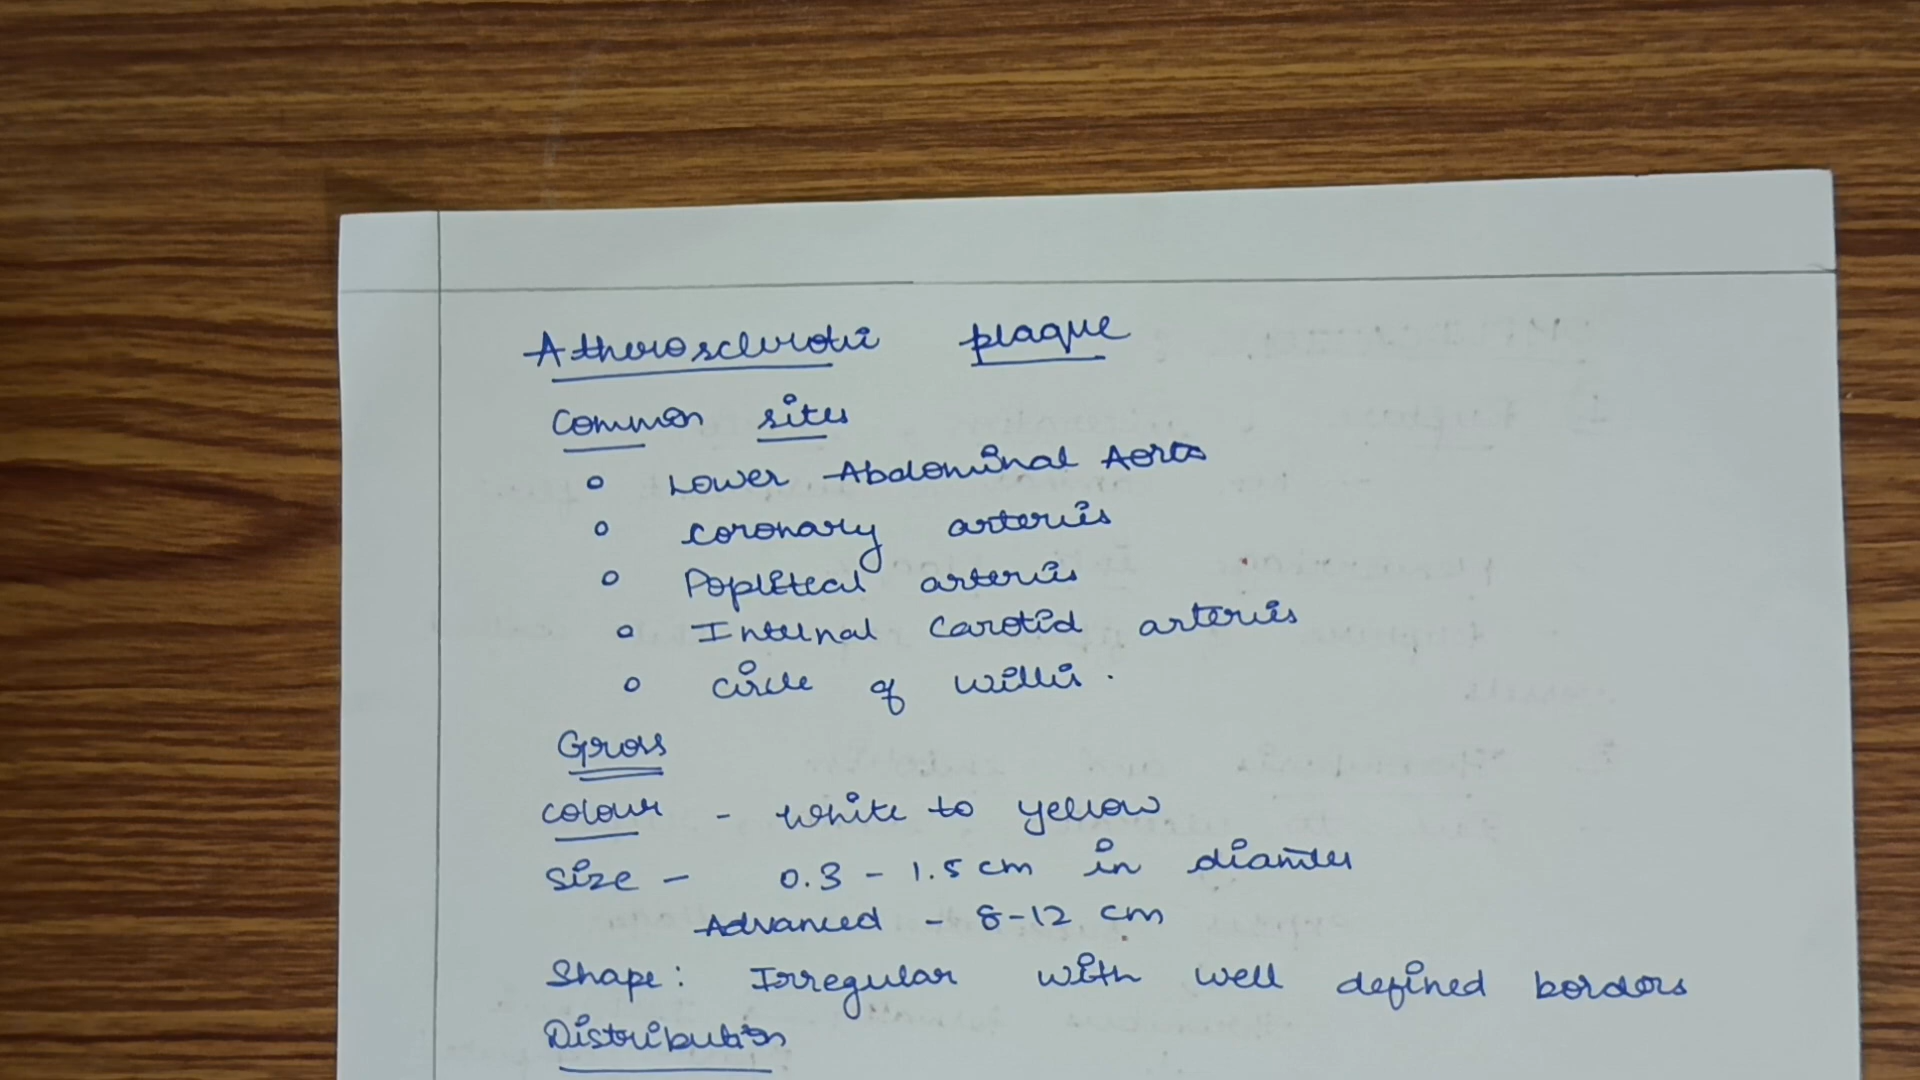 Atherosclerotic plaque
Common sites
o Lower Abdominal Aorta
o coronary arteries
o Popliteal arteries
o Internal carotid arteries
o circle of willis.
Gross
colour - white to yellow
size - 0.3 - 1.5 cm in diameter
Advanced - 8-12 cm
Shape: Irregular with well defined borders
Distribution